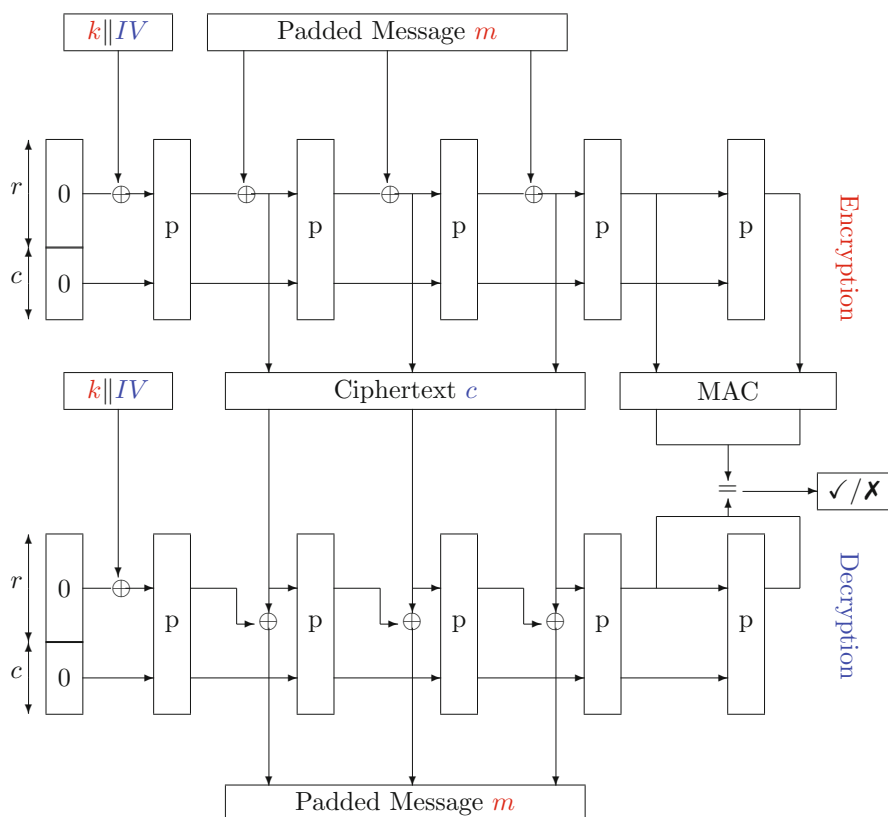 k∥IV
Padded Message m
r
0
p
p
p
p
p
Encryption
c
0
k∥IV
Ciphertext c
MAC
=
✓/✗
r
0
p
p
p
p
p
Decryption
c
0
Padded Message m